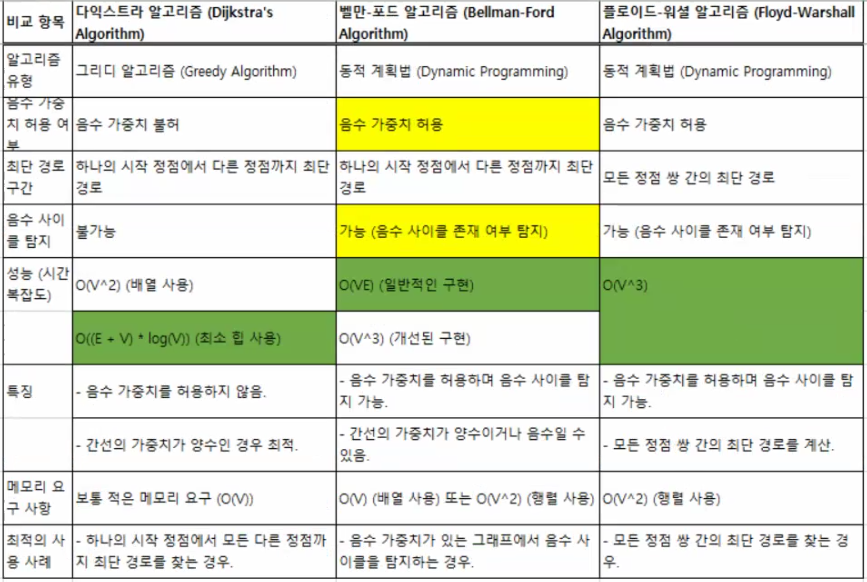 비교 항목
다익스트라 알고리즘 (Dijkstra's
Algorithm)
벨만-포드 알고리즘 (Bellman-Ford
Algorithm)
플로이드-워셜 알고리즘 (Floyd-Warshall
Algorithm)
알고리즘
유형
그리디 알고리즘 (Greedy Algorithm)
동적 계획법 (Dynamic Programming)
동적 계획법 (Dynamic Programming)
음수 가중
치 허용 여
부
음수 가중치 불허
음수 가중치 허용
음수 가중치 허용
최단 경로
구간
하나의 시작 정점에서 다른 정점까지 최단
경로
하나의 시작 정점에서 다른 정점까지 최단
경로
모든 정점 쌍 간의 최단 경로
음수 사이
클 탐지
불가능
가능 (음수 사이클 존재 여부 탐지)
가능 (음수 사이클 존재 여부 탐지)
성능 (시간
복잡도)
O(V^2) (배열 사용)
O(VE) (일반적인 구현)
O(V^3)
O((E + V) * log(V)) (최소 힙 사용)
O(V^3) (개선된 구현)
특징
- 음수 가중치를 허용하지 않음.
- 음수 가중치를 허용하며 음수 사이클 탐
지 가능.
- 음수 가중치를 허용하며 음수 사이클 탐
지 가능.
- 간선의 가중치가 양수인 경우 최적.
- 간선의 가중치가 양수이거나 음수일 수
있음.
- 모든 정점 쌍 간의 최단 경로를 계산.
메모리 요
구 사항
보통 적은 메모리 요구 (O(V))
O(V) (배열 사용) 또는 O(V^2) (행렬 사용)
O(V^2) (행렬 사용)
최적의 사
용 사례
- 하나의 시작 정점에서 모든 다른 정점까
지 최단 경로를 찾는 경우.
- 음수 가중치가 있는 그래프에서 음수 사
이클을 탐지하는 경우.
- 모든 정점 쌍 간의 최단 경로를 찾는 경
우.